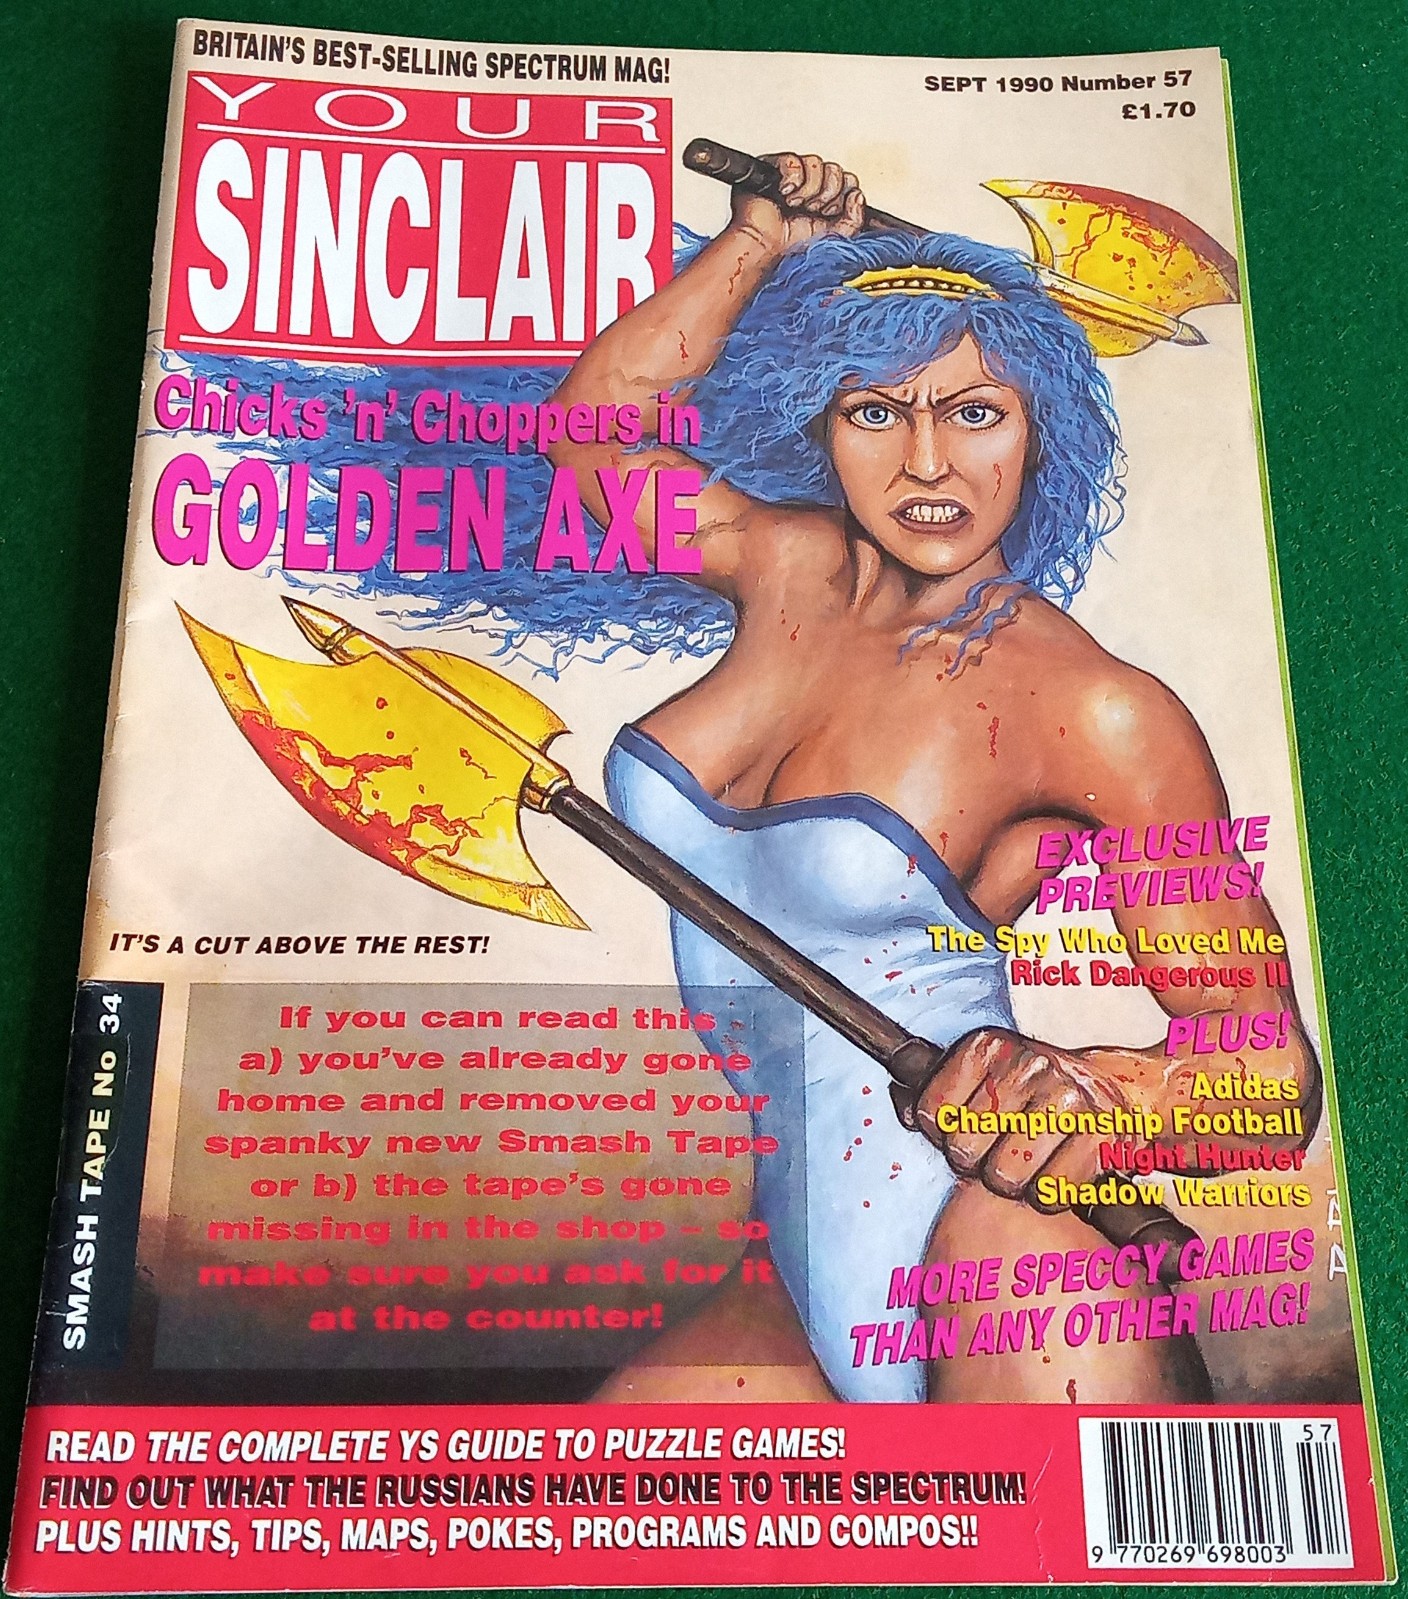 BRITAIN'S BEST-SELLING SPECTRUM MAG!
SEPT 1990 Number 57
£1.70
YOUR
SINCLAIR
Chicks 'n' Choppers in
GOLDEN AXE
IT'S A CUT ABOVE THE REST!
SMASH TAPE No 34
If you can read this -
a) you've already gone
home and removed your
spanky new Smash Tape
or b) the tape's gone
missing in the shop - so
make sure you ask for it
at the counter!
EXCLUSIVE
PREVIEWS!
The Spy Who Loved Me
Rick Dangerous II
PLUS!
Adidas
Championship Football
Night Hunter
Shadow Warriors
MORE SPECCY GAMES
THAN ANY OTHER MAG!
READ THE COMPLETE YS GUIDE TO PUZZLE GAMES!
FIND OUT WHAT THE RUSSIANS HAVE DONE TO THE SPECTRUM!
PLUS HINTS, TIPS, MAPS, POKES, PROGRAMS AND COMPOS!!
57
9 770269 698003